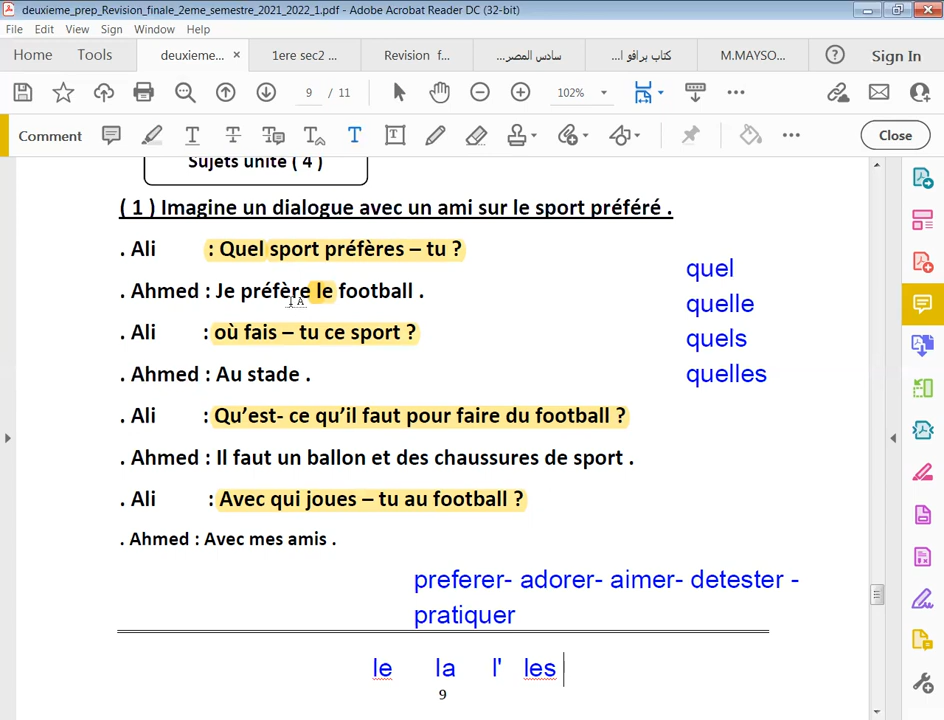 deuxieme_prep_Revision_finale_2eme_semestre_2021_2022_1.pdf - Adobe Acrobat Reader DC (32-bit)
File Edit View Sign Window Help
Home Tools deuxieme... × 1ere sec2 ... Revision f... سادس المصر... كتاب برافو ا... M.MAYSO... Sign In
9 / 11 102%
Comment Close
Sujets unité ( 4 )
( 1 ) Imagine un dialogue avec un ami sur le sport préféré .
. Ali : Quel sport préfères – tu ?
. Ahmed : Je préfère le football .
. Ali : où fais – tu ce sport ?
. Ahmed : Au stade .
. Ali : Qu’est- ce qu’il faut pour faire du football ?
. Ahmed : Il faut un ballon et des chaussures de sport .
. Ali : Avec qui joues – tu au football ?
. Ahmed : Avec mes amis .
quel
quelle
quels
quelles
preferer- adorer- aimer- detester -
pratiquer
le la l' les
9